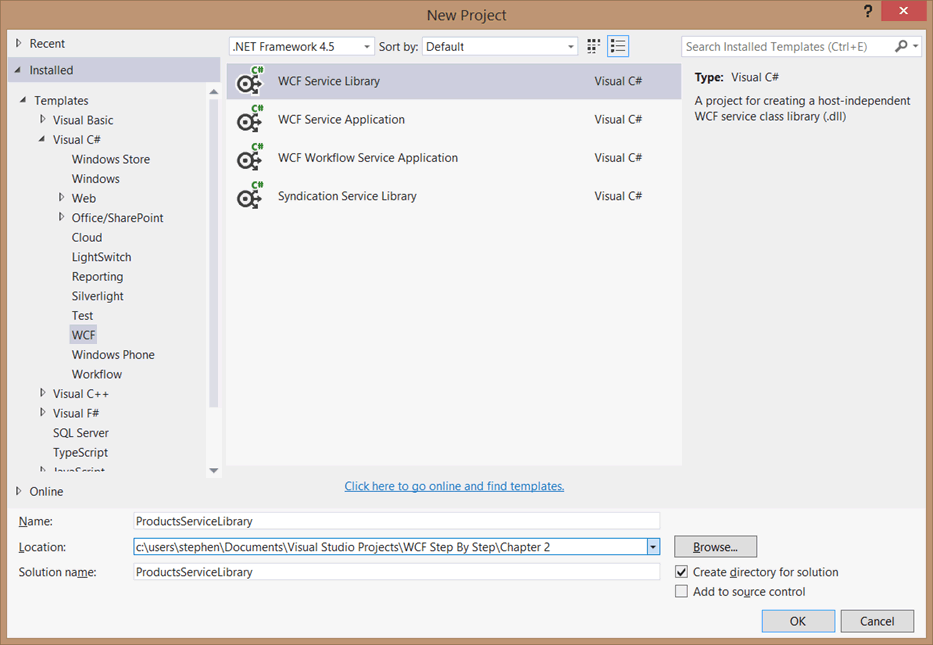 New Project
?
Recent
Installed
Templates
Visual Basic
Visual C#
Windows Store
Windows
Web
Office/SharePoint
Cloud
LightSwitch
Reporting
Silverlight
Test
WCF
Windows Phone
Workflow
Visual C++
Visual F#
SQL Server
TypeScript
JavaScript
Online
.NET Framework 4.5 Sort by: Default
C# WCF Service Library Visual C#
C# WCF Service Application Visual C#
C# WCF Workflow Service Application Visual C#
C# Syndication Service Library Visual C#
Click here to go online and find templates.
Search Installed Templates (Ctrl+E)
Type: Visual C#
A project for creating a host-independent
WCF service class library (.dll)
Name: ProductsServiceLibrary
Location: c:\users\stephen\Documents\Visual Studio Projects\WCF Step By Step\Chapter 2 Browse...
Solution name: ProductsServiceLibrary Create directory for solution
Add to source control
OK Cancel